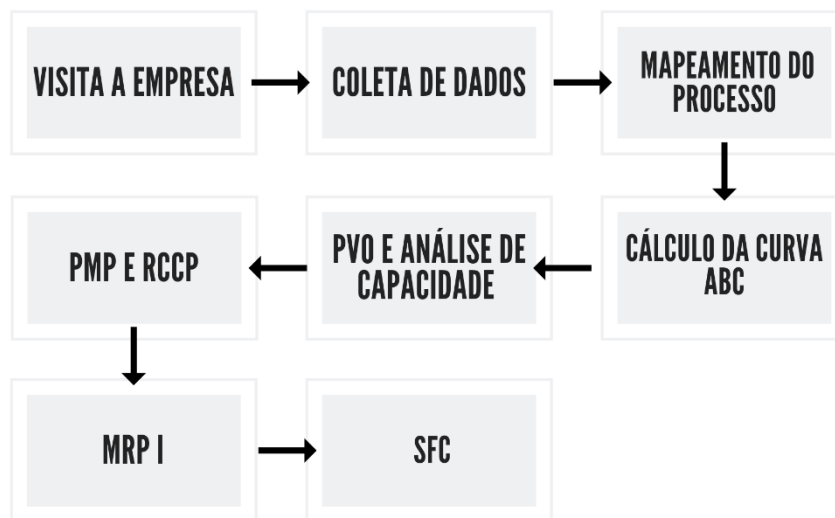 VISITA A EMPRESA
COLETA DE DADOS
MAPEAMENTO DO
PROCESSO
CÁLCULO DA CURVA
ABC
PVO E ANÁLISE DE
CAPACIDADE
PMP E RCCP
MRP I
SFC